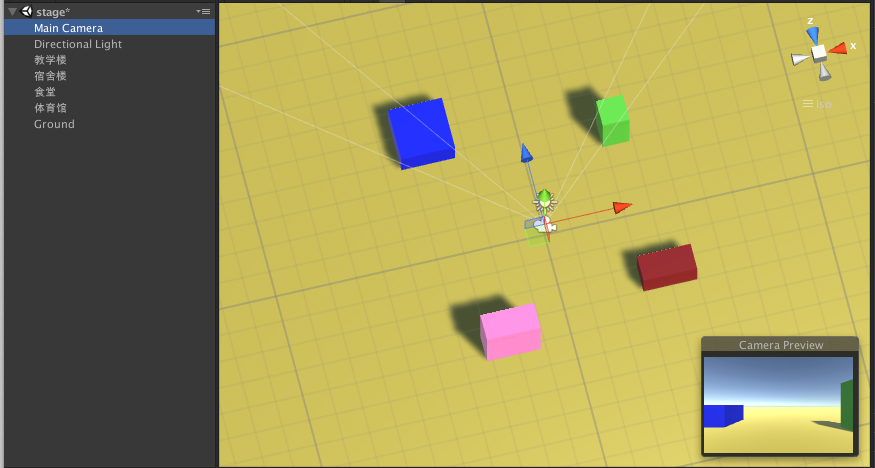 stage*
Main Camera
Directional Light
教学楼
宿舍楼
食堂
体育馆
Ground
z
x
Iso
Camera Preview